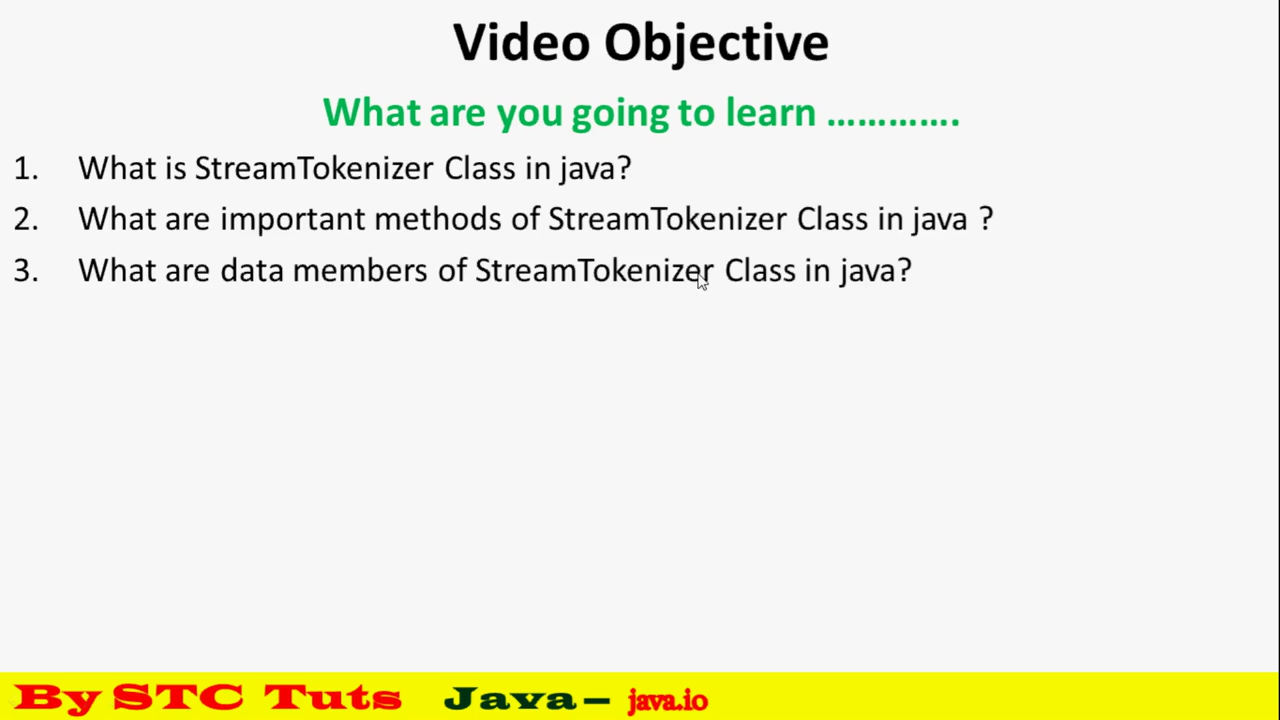 Video Objective
What are you going to learn ………….
1. What is StreamTokenizer Class in java?
2. What are important methods of StreamTokenizer Class in java ?
3. What are data members of StreamTokenizer Class in java?
By STC Tuts Java – java.io